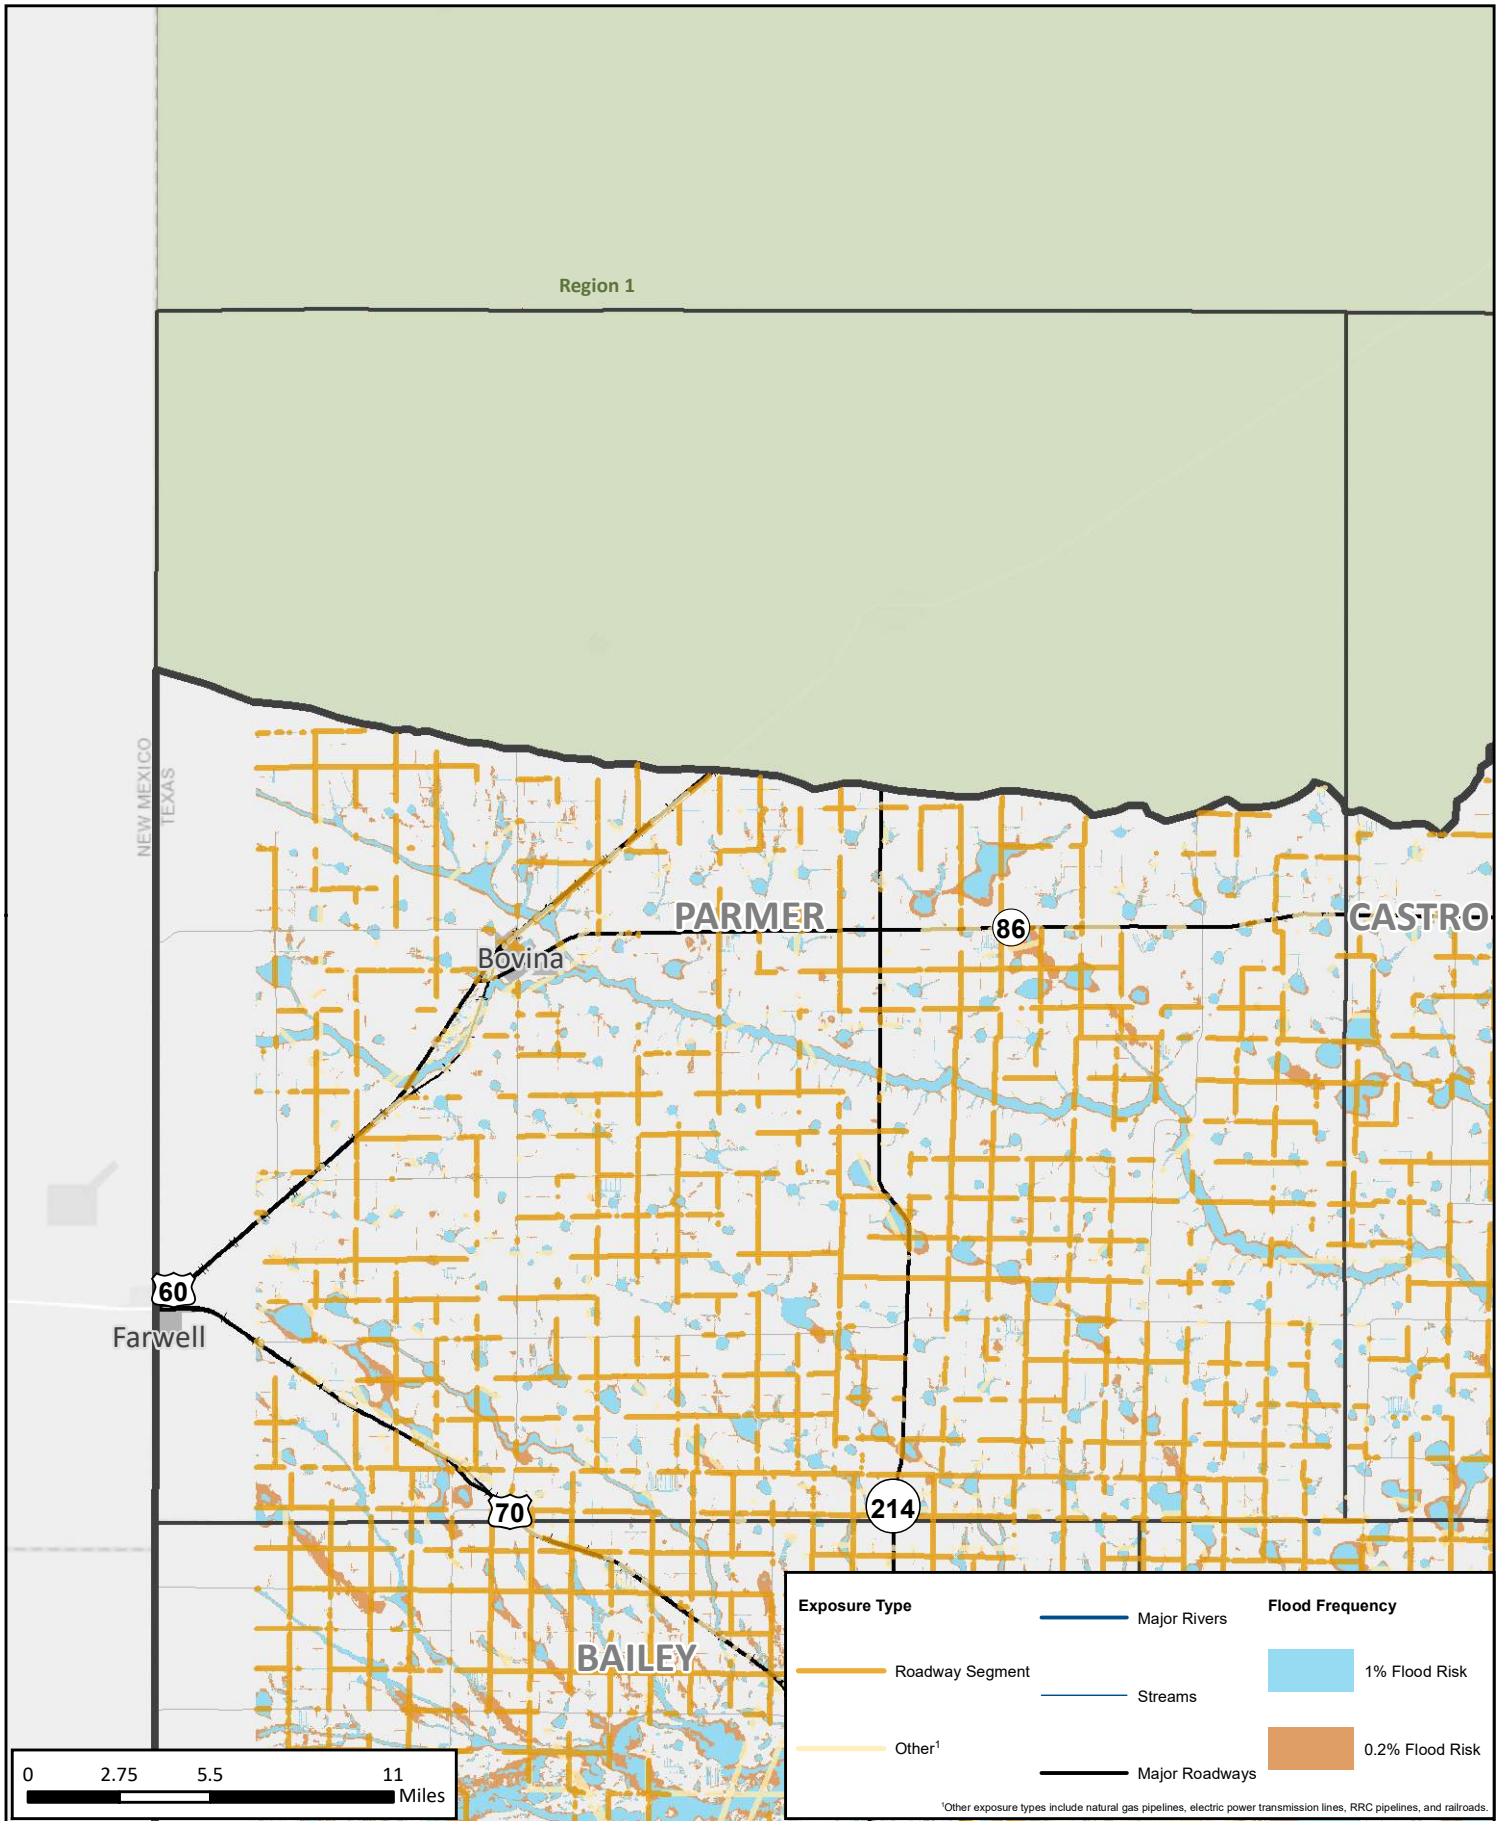 Region 1
NEW MEXICO
TEXAS
PARMER
CASTRO
86
Bovina
60
Farwell
70
214
BAILEY
Exposure Type
Roadway Segment
Other¹
Major Rivers
Streams
Major Roadways
Flood Frequency
1% Flood Risk
0.2% Flood Risk
¹Other exposure types include natural gas pipelines, electric power transmission lines, RRC pipelines, and railroads.
0 2.75 5.5 11
Miles